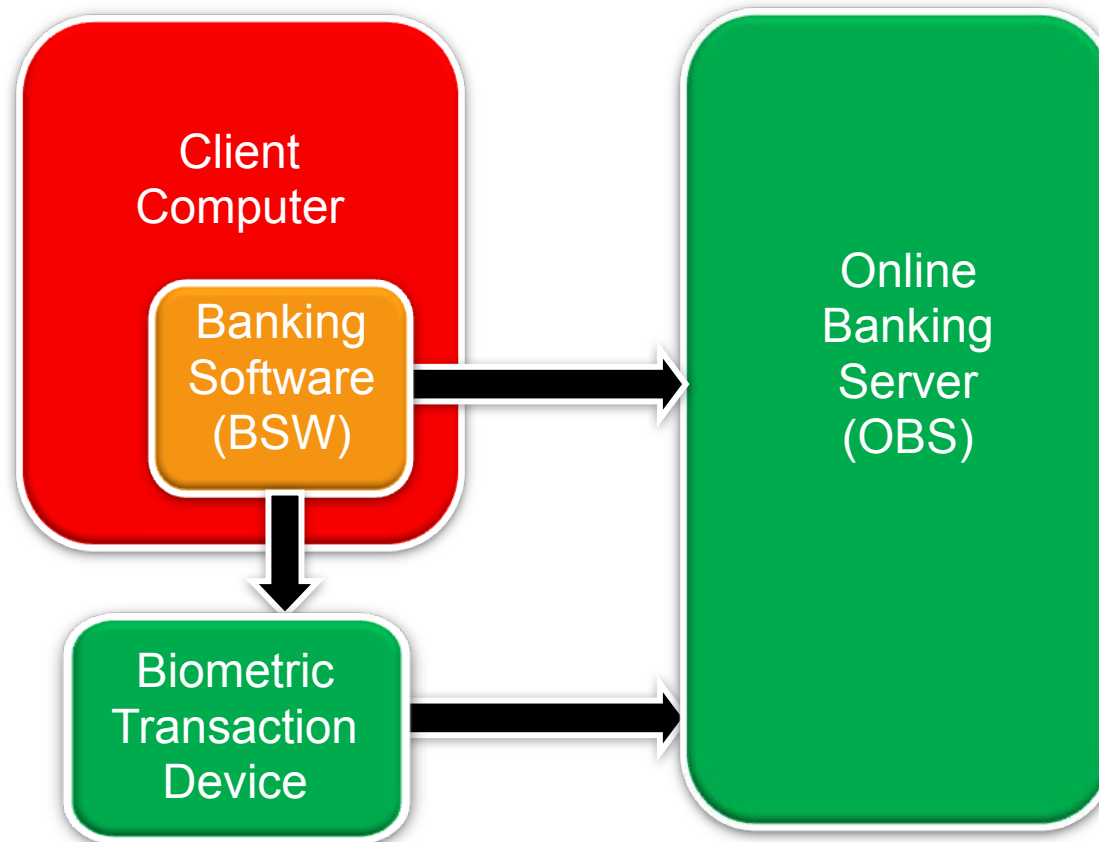 Client
Computer
Banking
Software
(BSW)
Online
Banking
Server
(OBS)
Biometric
Transaction
Device